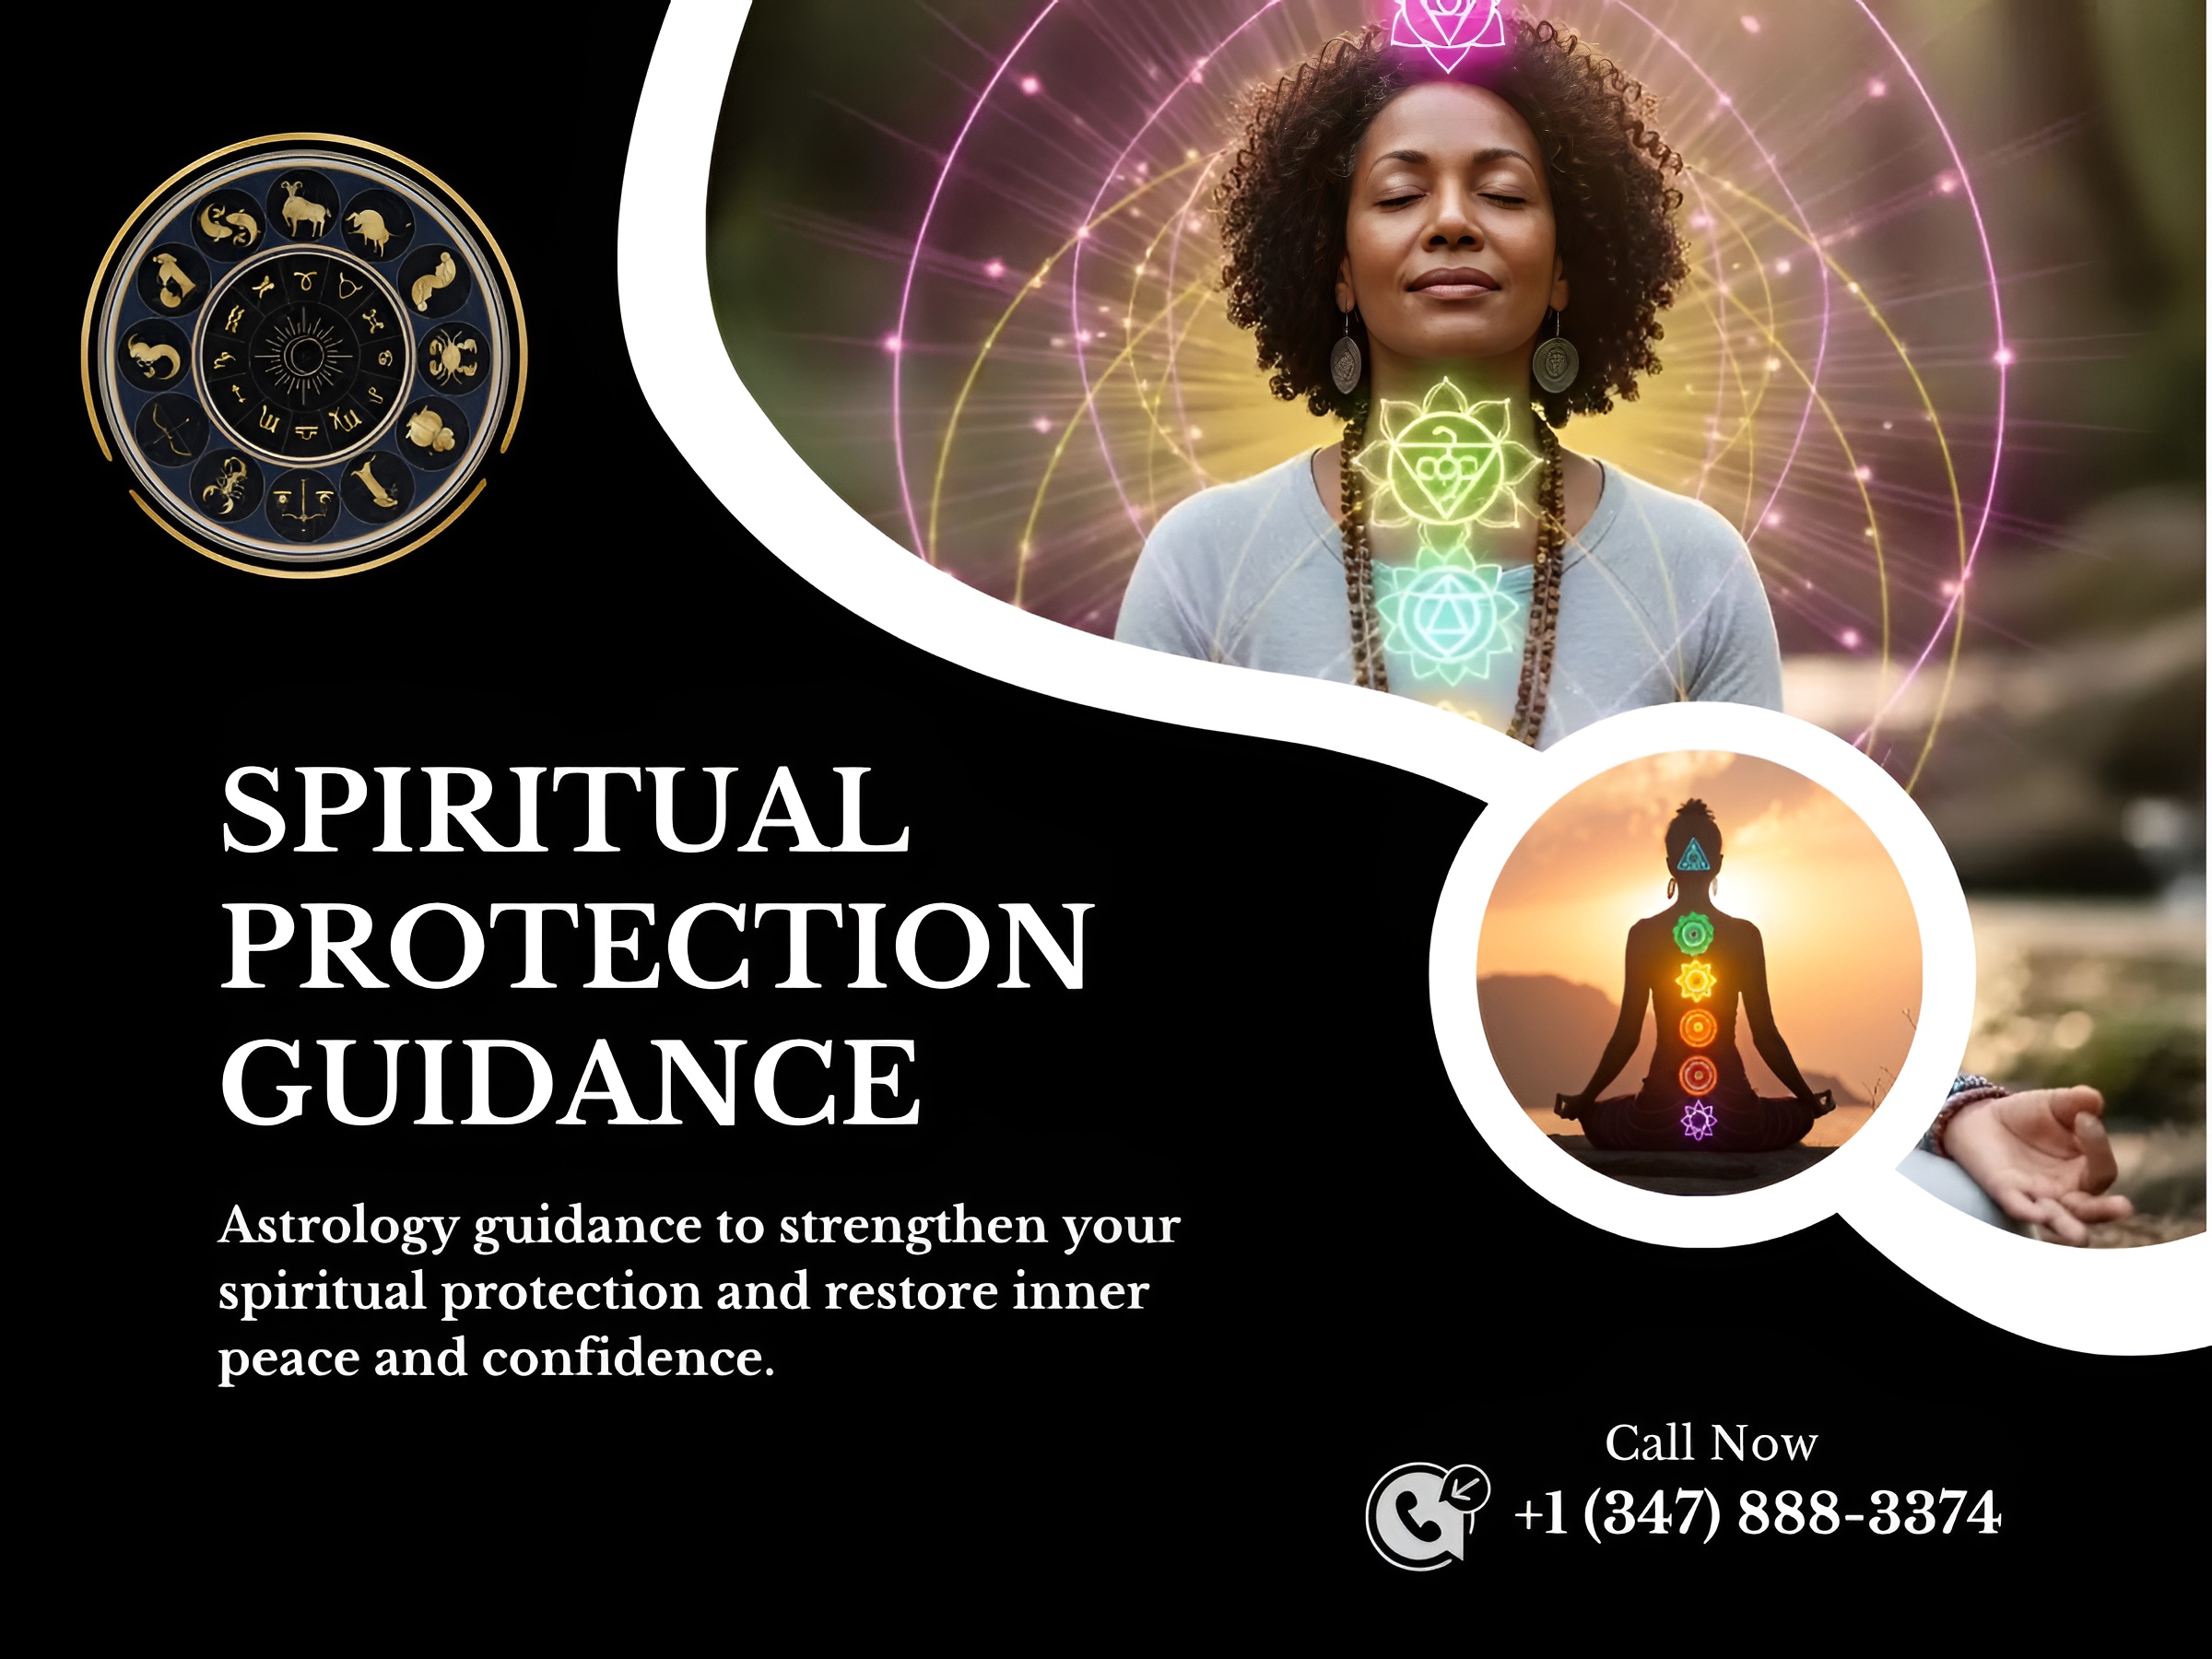 SPIRITUAL
PROTECTION
GUIDANCE
Astrology guidance to strengthen your
spiritual protection and restore inner
peace and confidence.
Call Now
+1 (347) 888-3374